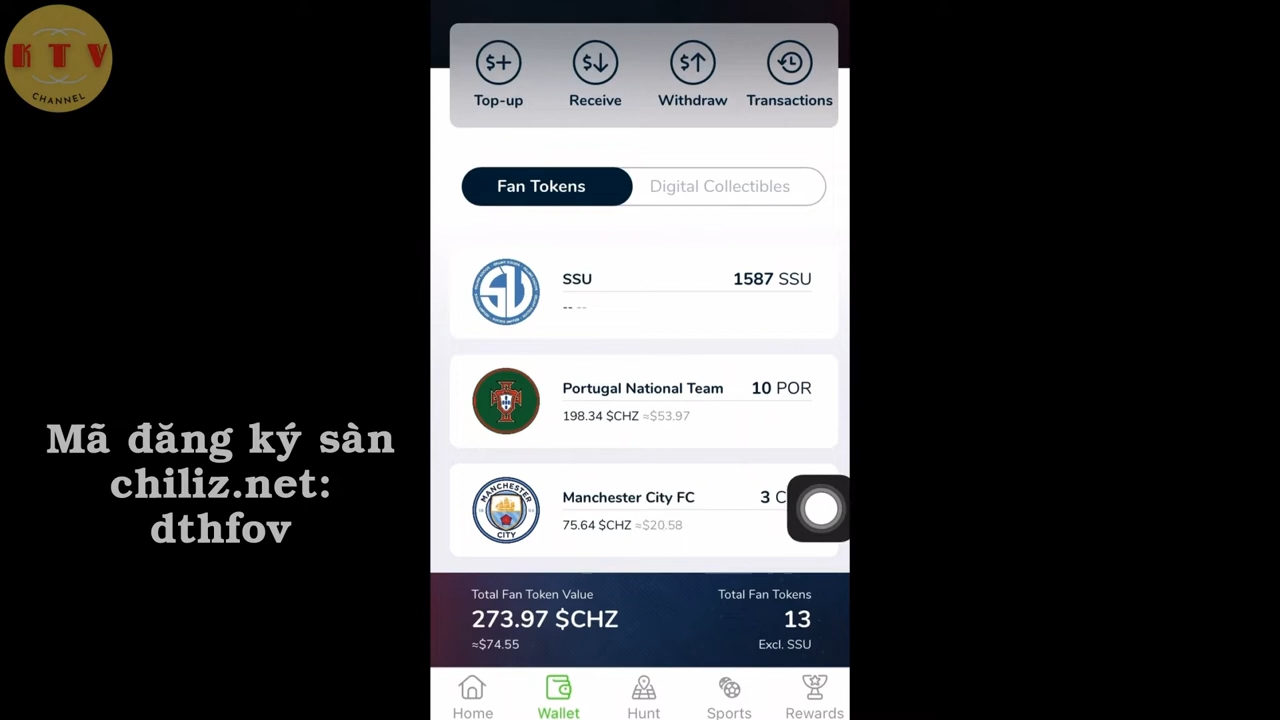 K T V
CHANNEL
Top-up
Receive
Withdraw
Transactions
Fan Tokens
Digital Collectibles
SSU
1587 SSU
-- --
Portugal National Team
10 POR
198.34 $CHZ ≈$53.97
MANCHESTER
CITY
Manchester City FC
3 C
75.64 $CHZ ≈$20.58
Mã đăng ký sàn
chiliz.net:
dthfov
Total Fan Token Value
Total Fan Tokens
273.97 $CHZ
13
≈$74.55
Excl. SSU
Home
Wallet
Hunt
Sports
Rewards